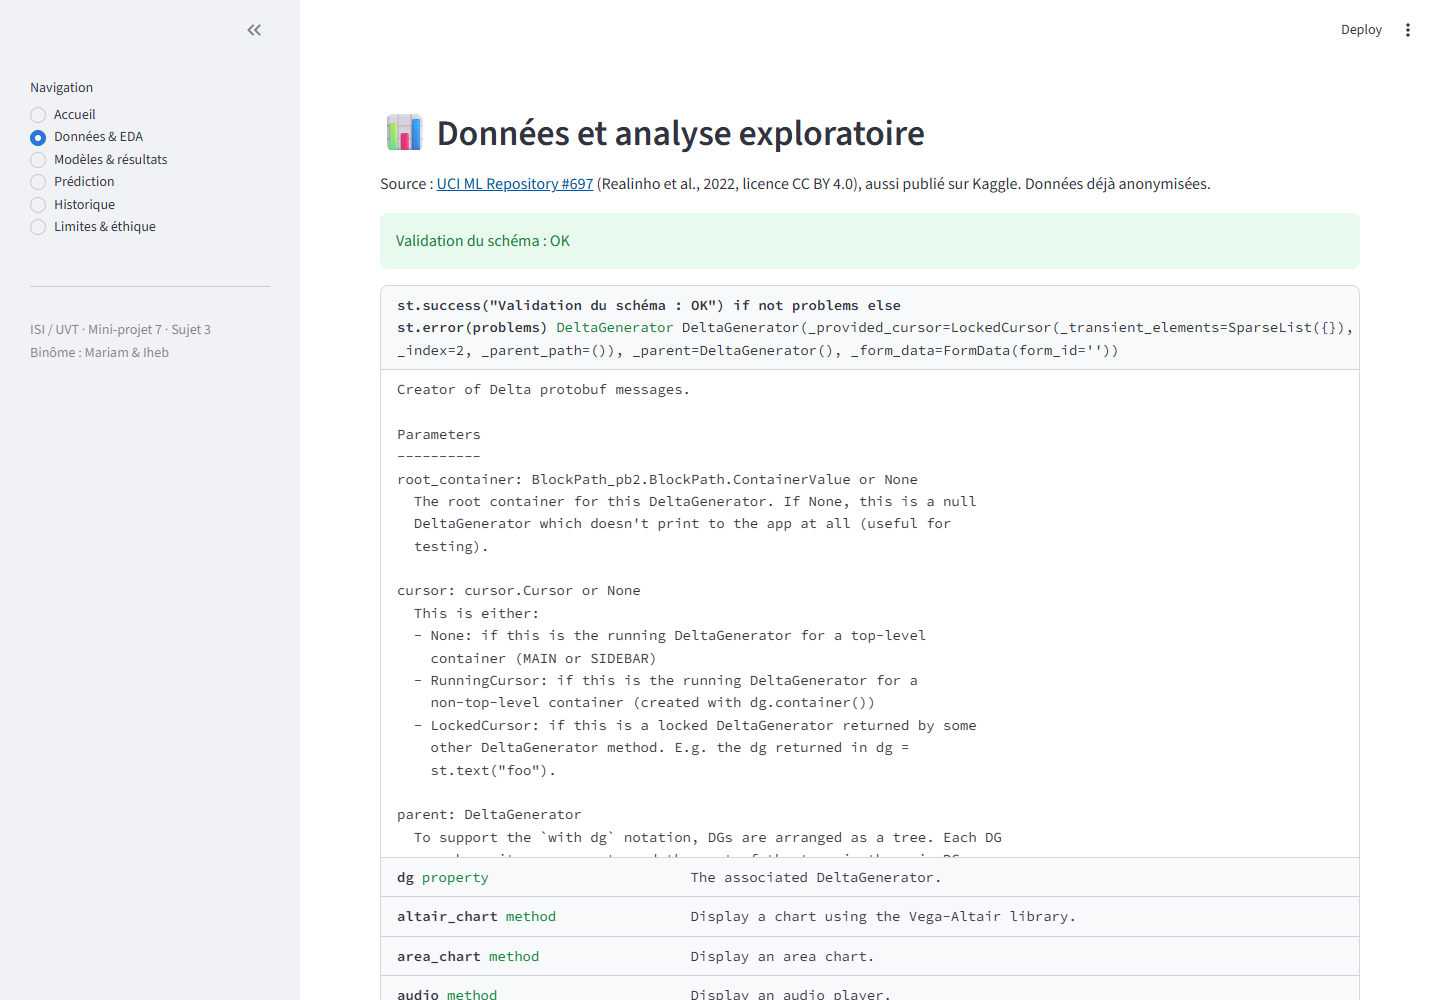 Deploy
Navigation
Accueil
Données & EDA
Modèles & résultats
Prédiction
Historique
Limites & éthique
ISI / UVT · Mini-projet 7 · Sujet 3
Binôme : Mariam & Iheb
Données et analyse exploratoire
Source : UCI ML Repository #697 (Realinho et al., 2022, licence CC BY 4.0), aussi publié sur Kaggle. Données déjà anonymisées.
Validation du schéma : OK
st.success("Validation du schéma : OK") if not problems else
st.error(problems) DeltaGenerator DeltaGenerator(_provided_cursor=LockedCursor(_transient_elements=SparseList({}),
_index=2, _parent_path=()), _parent=DeltaGenerator(), _form_data=FormData(form_id=''))
Creator of Delta protobuf messages.
Parameters
----------
root_container: BlockPath_pb2.BlockPath.ContainerValue or None
The root container for this DeltaGenerator. If None, this is a null
DeltaGenerator which doesn't print to the app at all (useful for
testing).
cursor: cursor.Cursor or None
This is either:
- None: if this is the running DeltaGenerator for a top-level
container (MAIN or SIDEBAR)
- RunningCursor: if this is the running DeltaGenerator for a
non-top-level container (created with dg.container())
- LockedCursor: if this is a locked DeltaGenerator returned by some
other DeltaGenerator method. E.g. the dg returned in dg =
st.text("foo").
parent: DeltaGenerator
To support the `with dg` notation, DGs are arranged as a tree. Each DG
dg property The associated DeltaGenerator.
altair_chart method Display a chart using the Vega-Altair library.
area_chart method Display an area chart.
audio method Display an audio player.